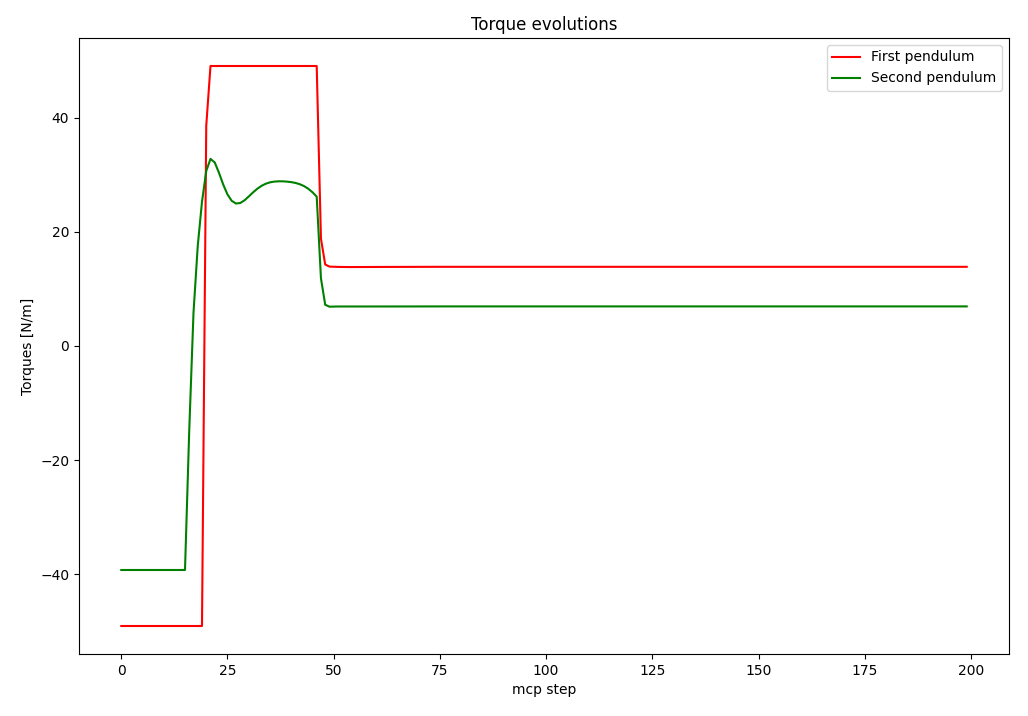 Torque evolutions
First pendulum
Second pendulum
Torques [N/m]
40
20
0
−20
−40
0 25 50 75 100 125 150 175 200
mcp step